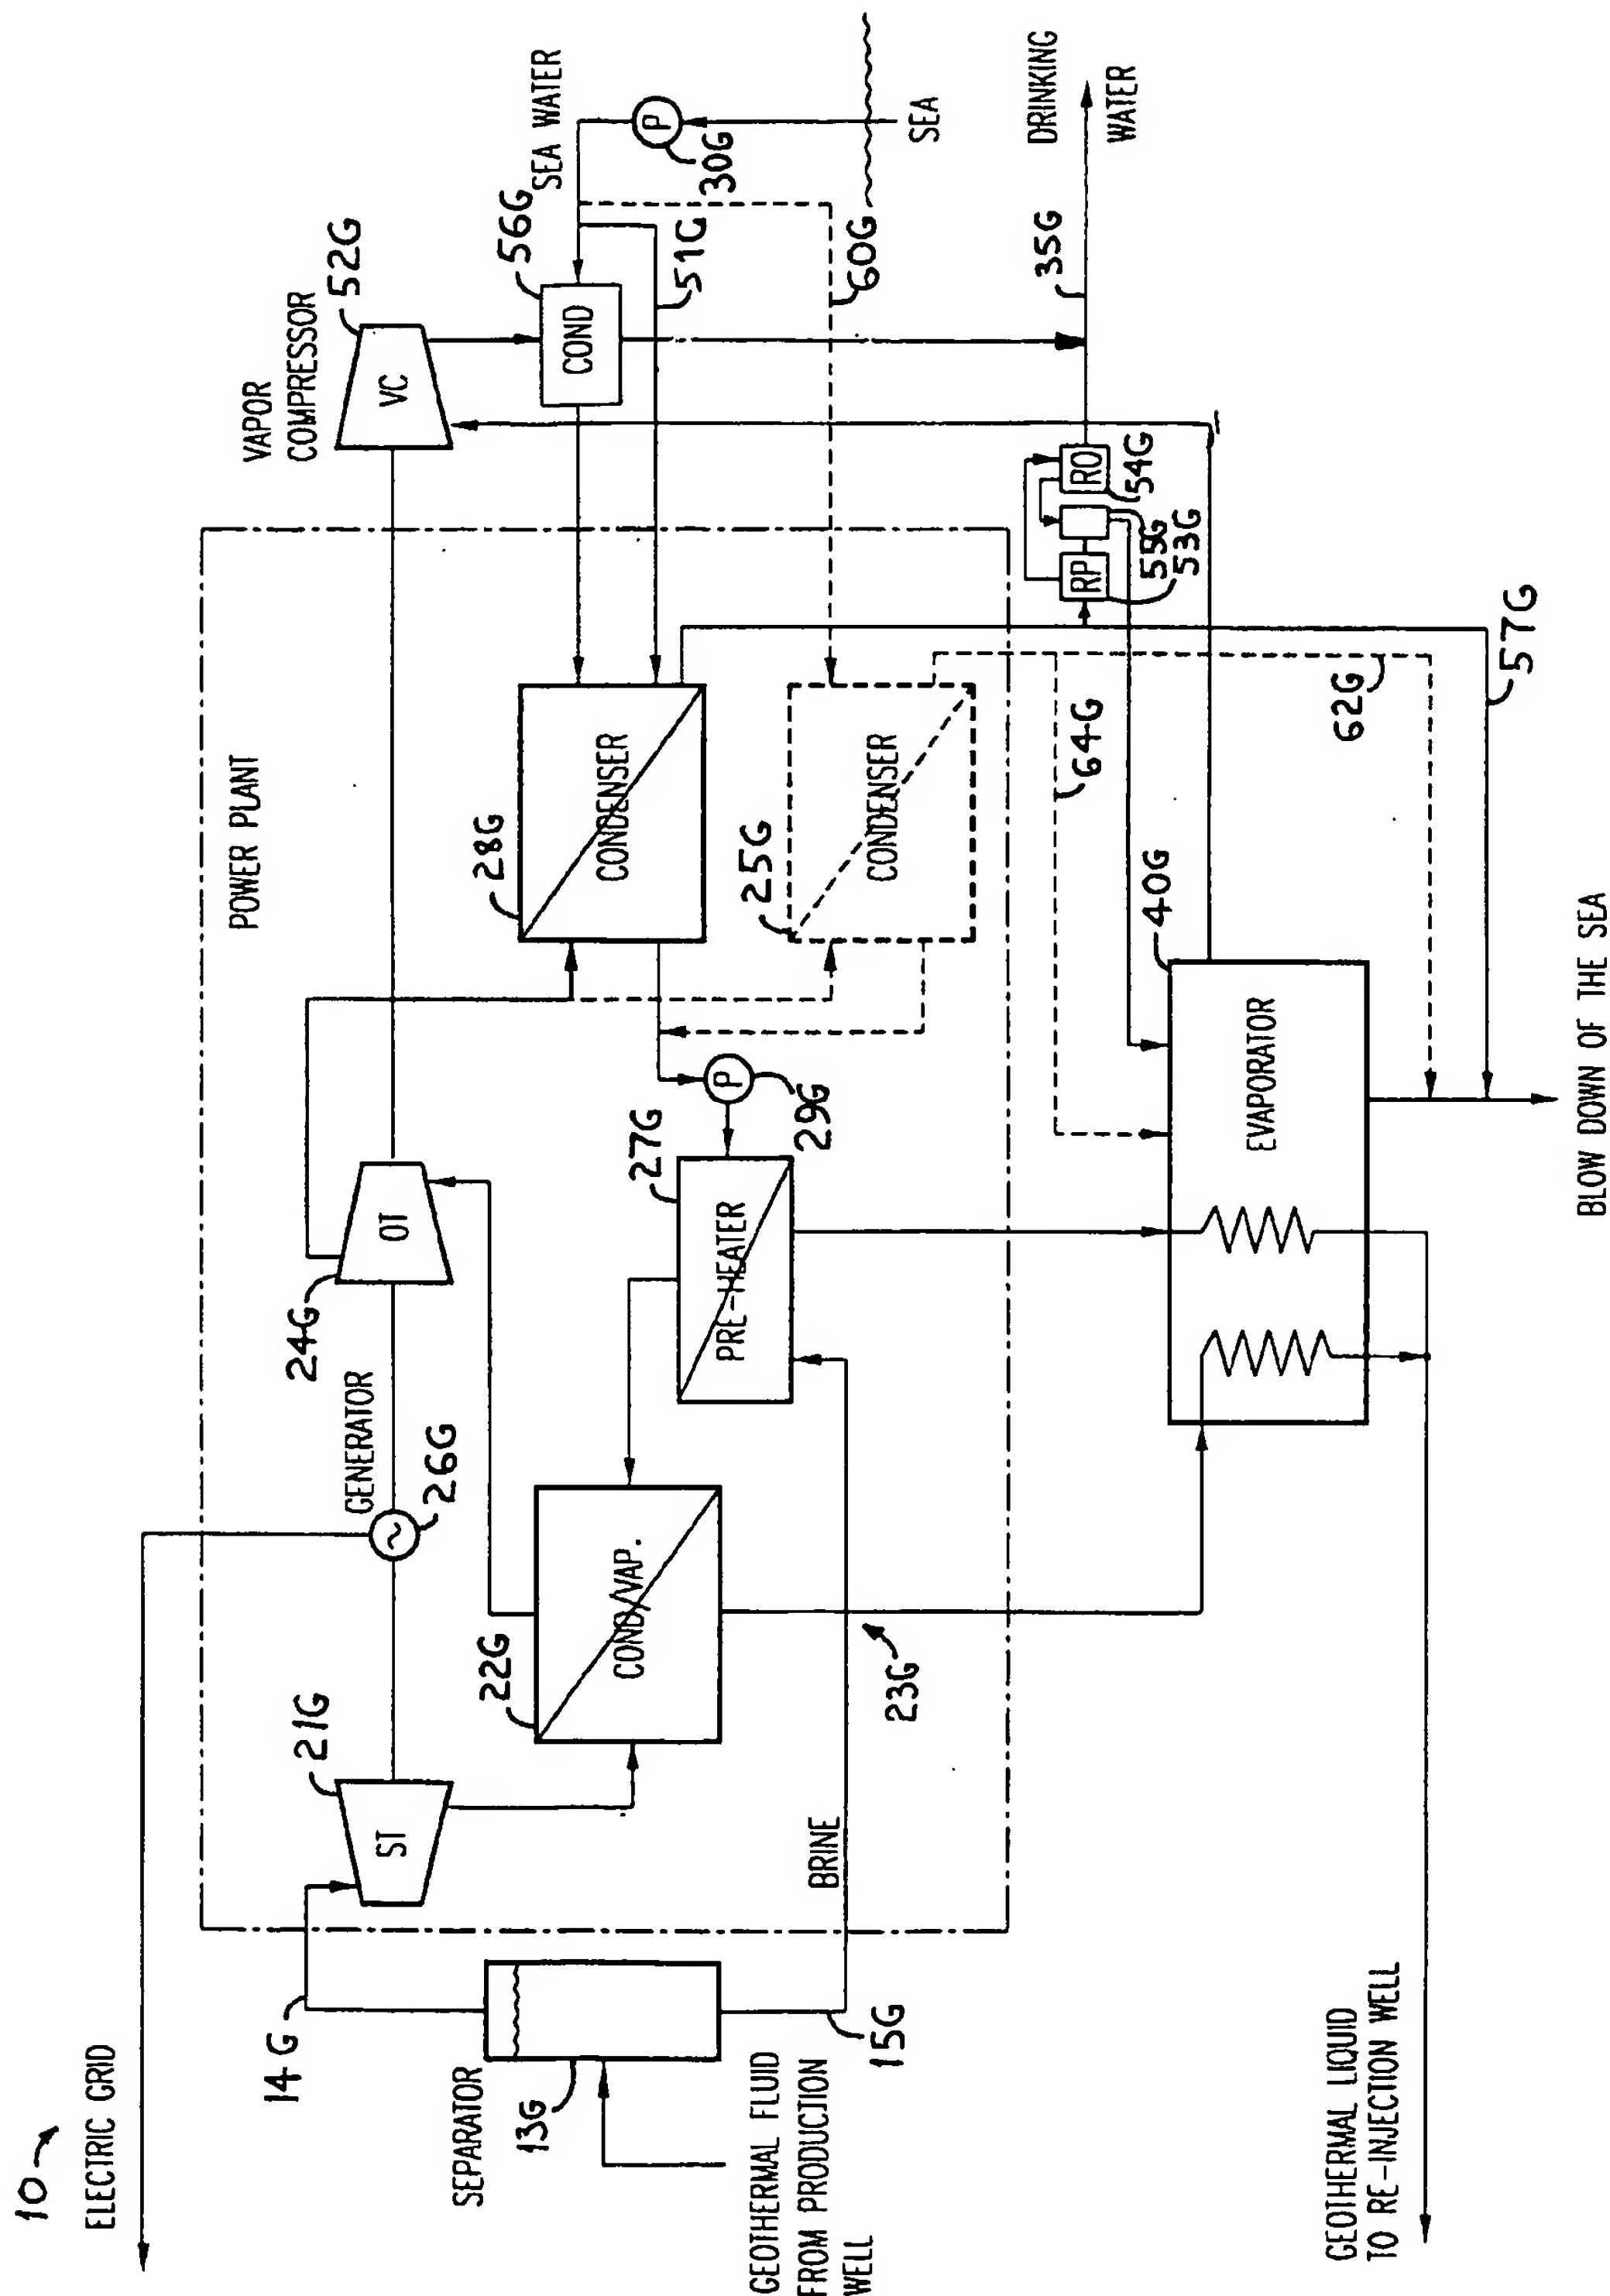 10
ELECTRIC GRID
14G
SEPARATOR
13G
GEOTHERMAL FLUID
FROM PRODUCTION
WELL
15G
BRINE
GEOTHERMAL LIQUID
TO RE-INJECTION WELL
21G
ST
22G
COND/VAP.
23G
GENERATOR
26G
24G
OT
27G
PRE-HEATER
P
29G
POWER PLANT
28G
CONDENSER
25G
CONDENSER
40G
EVAPORATOR
BLOW DOWN OF THE SEA
64G
62G
57G
VAPOR
COMPRESSOR
52G
VC
56G
COND
51G
60G
SEA WATER
P
30G
SEA
RP
RO
54G
55G
53G
35G
DRINKING
WATER